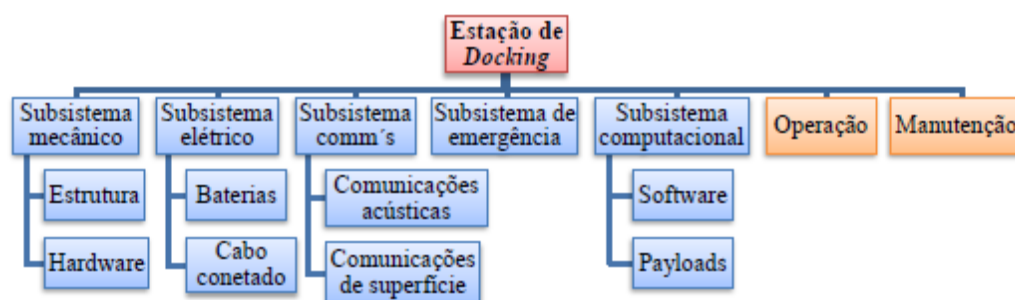 Estação de
Docking
Subsistema
mecânico
Subsistema
elétrico
Subsistema
comm´s
Subsistema de
emergência
Subsistema
computacional
Operação
Manutenção
Estrutura
Baterias
Comunicações
acústicas
Software
Hardware
Cabo
conetado
Comunicações
de superfície
Payloads